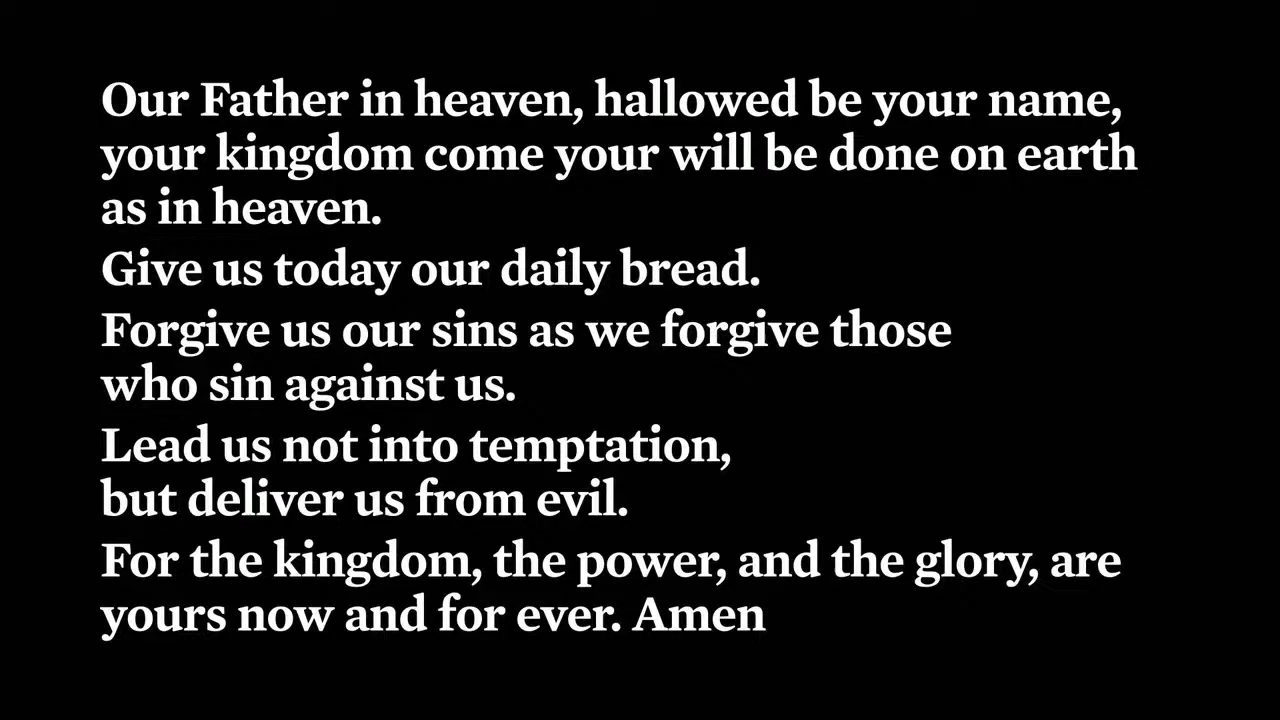 Our Father in heaven, hallowed be your name,
your kingdom come your will be done on earth
as in heaven.
Give us today our daily bread.
Forgive us our sins as we forgive those
who sin against us.
Lead us not into temptation,
but deliver us from evil.
For the kingdom, the power, and the glory, are
yours now and for ever. Amen